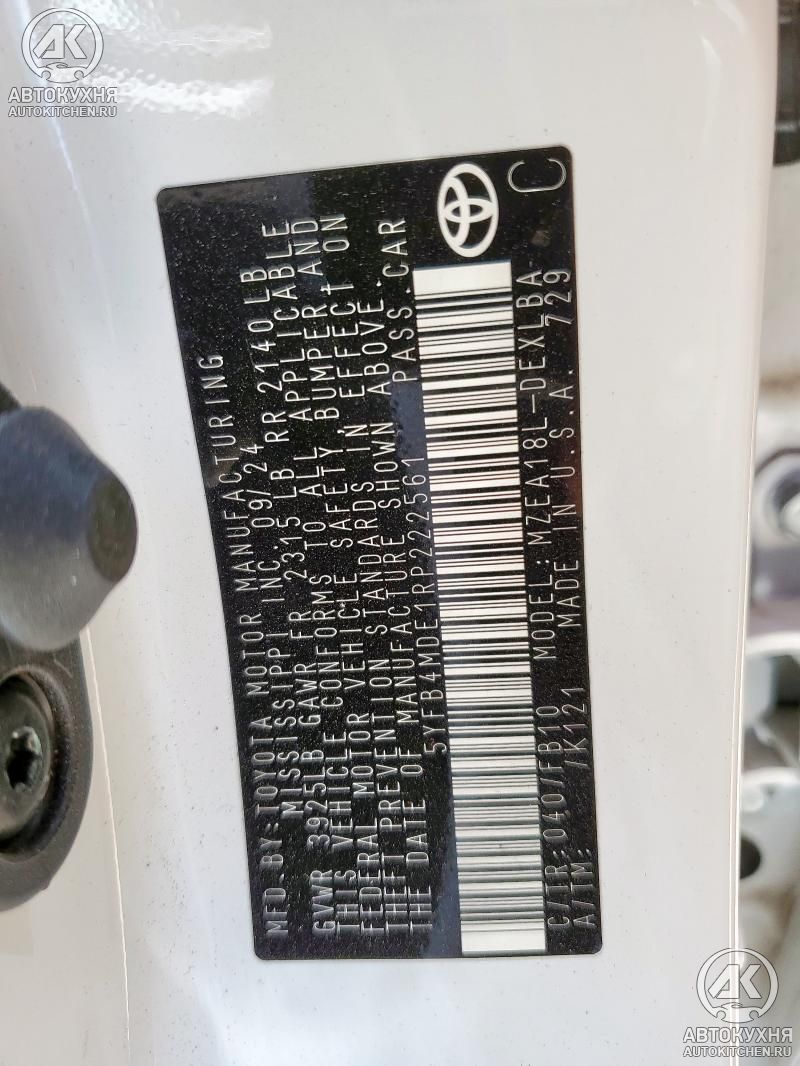 AK
АВТОКУХНЯ
AUTOKITCHEN.RU
MFD.BY:TOYOTA MOTOR MANUFACTURING
MISSISSIPPI INC. 09/24
GVWR 3925LB GAWR FR 2315 LB RR 2140LB
THIS VEHICLE CONFORMS TO ALL APPLICABLE
FEDERAL MOTOR VEHICLE SAFETY,BUMPER,AND
THEFT PREVENTION STANDARDS IN EFFECT ON
THE DATE OF MANUFACTURE SHOWN ABOVE.
5YFB4MDE1RP222561 PASS.CAR
C/TR:040/FB10 MODEL:MZEA18L-DEXLBA
A/TM: /K121 MADE IN U.S.A. 729
C
AK
АВТОКУХНЯ
AUTOKITCHEN.RU